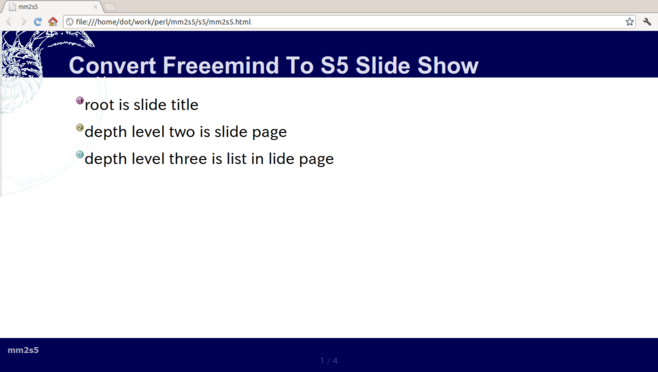 mm2s5
file:///home/dot/work/perl/mm2s5/s5/mm2s5.html
Convert Freeemind To S5 Slide Show
root is slide title
depth level two is slide page
depth level three is list in lide page
mm2s5
1 / 4